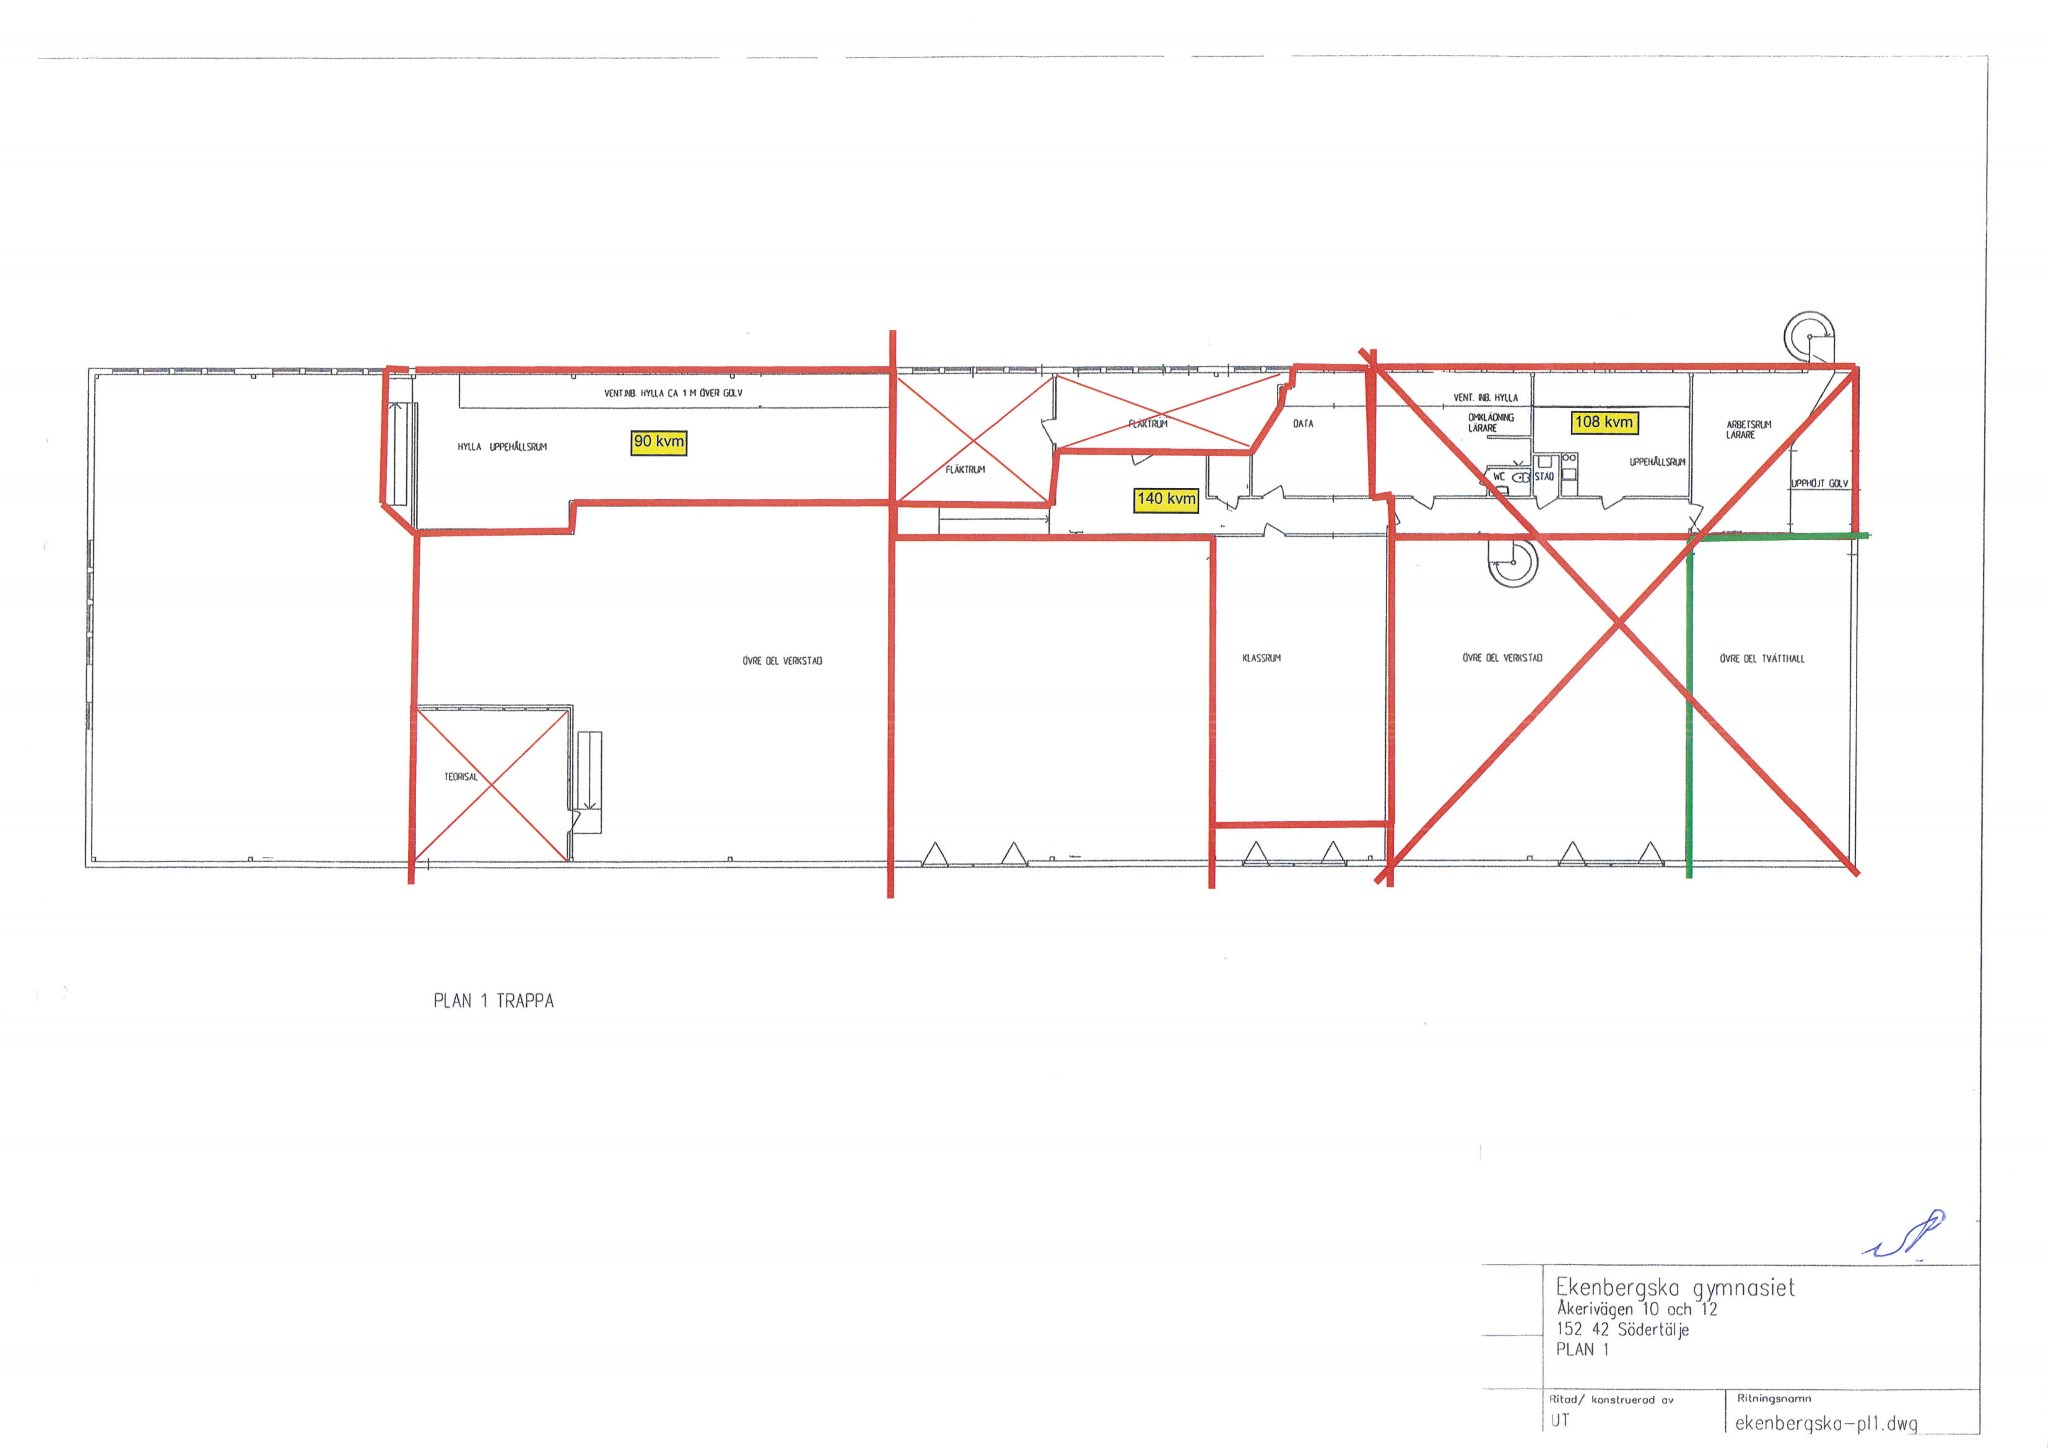 VENT.INB. HYLLA CA 1 M ÖVER GOLV
HYLLA UPPEHÅLLSRUM
90 kvm
FLÄKTRUM
FLÄKTRUM
140 kvm
DATA
VENT. INB. HYLLA
OMKLÄDNING
LÄRARE
WC
STÄD
108 kvm
UPPEHÅLLSRUM
ARBETSRUM
LÄRARE
UPPHÖJT GOLV
ÖVRE DEL VERKSTAD
KLASSRUM
ÖVRE DEL VERKSTAD
ÖVRE DEL TVÄTTHALL
TEORISAL
PLAN 1 TRAPPA
Ekenbergska gymnasiet
Åkerivägen 10 och 12
152 42 Södertälje
PLAN 1
Ritad/ konstruerad av
UT
Ritningsnamn
ekenbergska-pl1.dwg